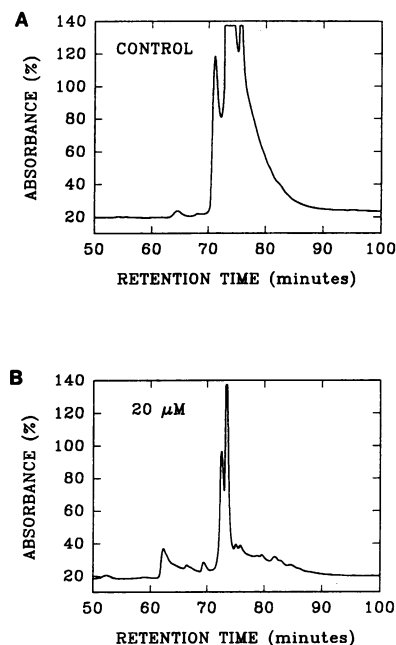 A
CONTROL
ABSORBANCE (%)
140
120
100
80
60
40
20
50 60 70 80 90 100
RETENTION TIME (minutes)
B
20 µM
ABSORBANCE (%)
140
120
100
80
60
40
20
50 60 70 80 90 100
RETENTION TIME (minutes)